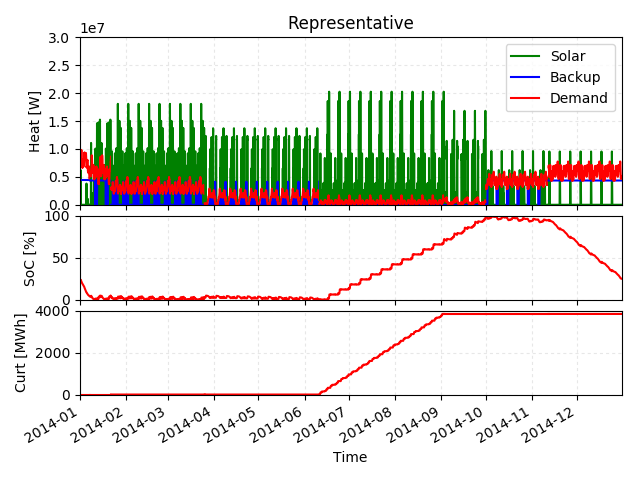 Representative
1e7
3.0
2.5
2.0
1.5
1.0
0.5
0.0
Heat [W]
Solar
Backup
Demand
100
50
0
SoC [%]
4000
2000
0
Curt [MWh]
2014-01
2014-02
2014-03
2014-04
2014-05
2014-06
2014-07
2014-08
2014-09
2014-10
2014-11
2014-12
Time